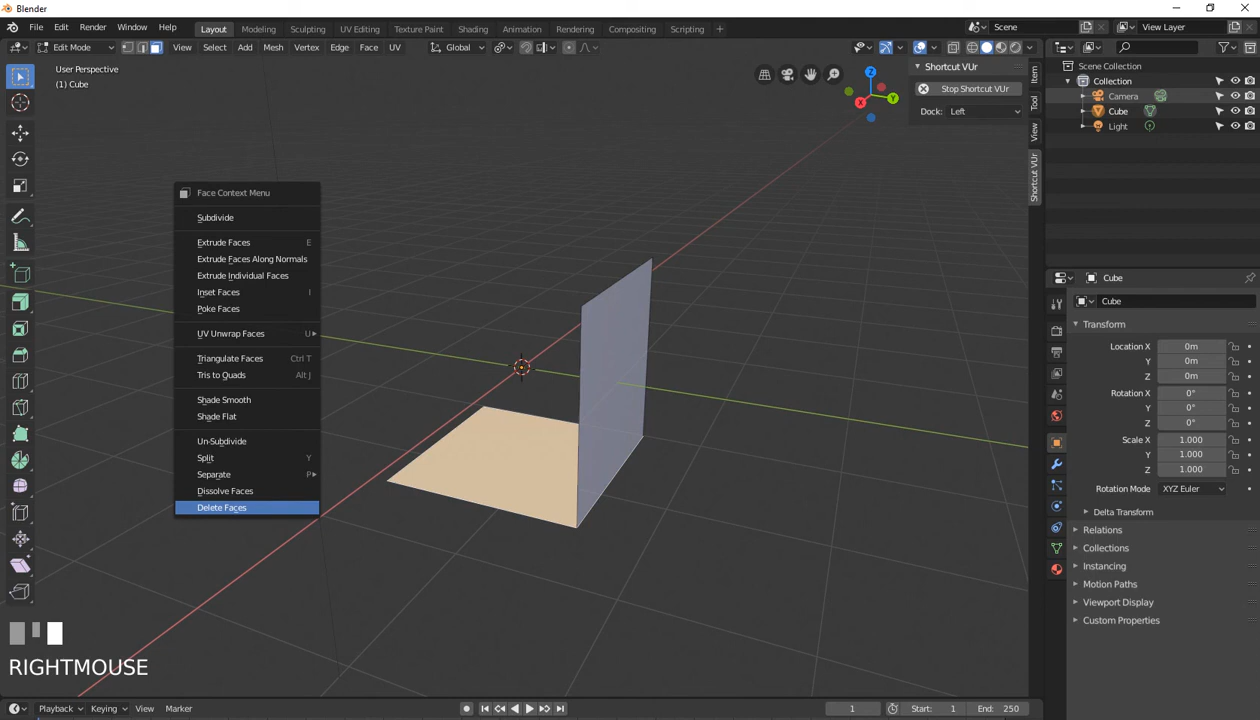 Blender
File Edit Render Window Help Layout Modeling Sculpting UV Editing Texture Paint Shading Animation Rendering Compositing Scripting Scene View Layer
Edit Mode View Select Add Mesh Vertex Edge Face UV Global
User Perspective
(1) Cube
Face Context Menu
Subdivide
Extrude Faces E
Extrude Faces Along Normals
Extrude Individual Faces
Inset Faces I
Poke Faces
UV Unwrap Faces U
Triangulate Faces Ctrl T
Tris to Quads Alt J
Shade Smooth
Shade Flat
Un-Subdivide
Split Y
Separate P
Dissolve Faces
Delete Faces
RIGHTMOUSE
X
Y
Z
Shortcut VUr
Stop Shortcut VUr
Dock: Left
Item
Tool
View
Shortcut VUr
Scene Collection
Collection
Camera
Cube
Light
Cube
Cube
Transform
Location X 0m
Y 0m
Z 0m
Rotation X 0°
Y 0°
Z 0°
Scale X 1.000
Y 1.000
Z 1.000
Rotation Mode XYZ Euler
Delta Transform
Relations
Collections
Instancing
Motion Paths
Viewport Display
Custom Properties
Playback Keying View Marker 1 Start: 1 End: 250